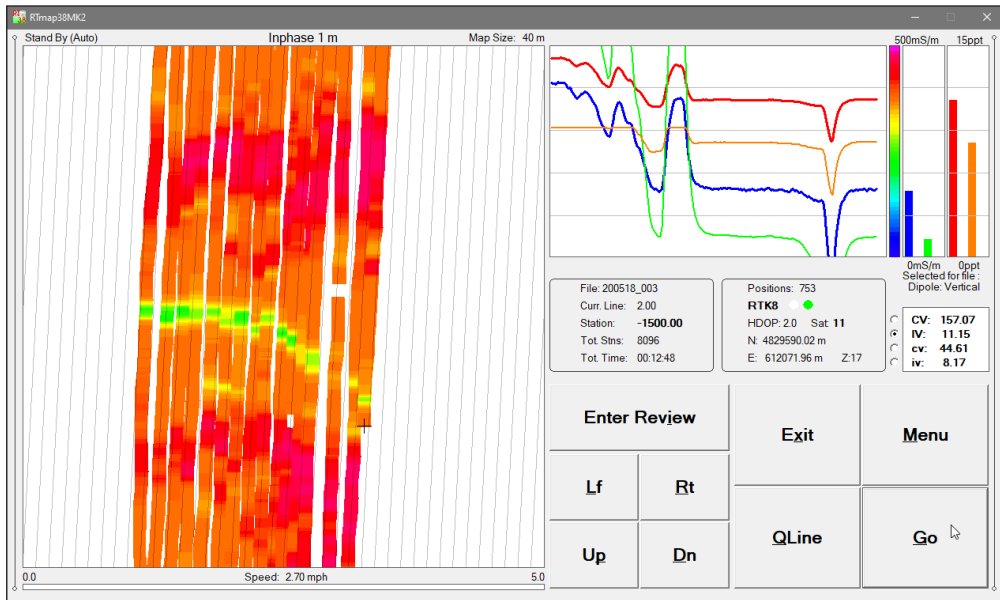 RTmap38MK2
Stand By (Auto) Inphase 1 m Map Size: 40 m
500mS/m 15ppt
0mS/m 0ppt
Selected for file :
Dipole: Vertical
File: 200518_003
Curr. Line: 2.00
Station: -1500.00
Tot. Stns: 8096
Tot. Time: 00:12:48
Positions: 753
RTK8
HDOP: 2.0 Sat: 11
N: 4829590.02 m
E: 612071.96 m Z:17
CV: 157.07
IV: 11.15
cv: 44.61
iv: 8.17
Enter Review
Exit
Menu
Lf
Rt
Up
Dn
QLine
Go
0.0 Speed: 2.70 mph 5.0